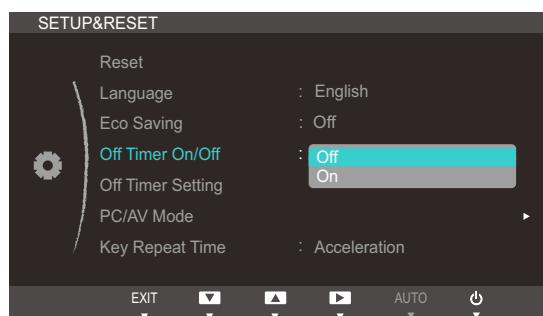 SETUP&RESET
Reset
Language : English
Eco Saving : Off
Off Timer On/Off : Off
On
Off Timer Setting
PC/AV Mode
Key Repeat Time : Acceleration
EXIT AUTO